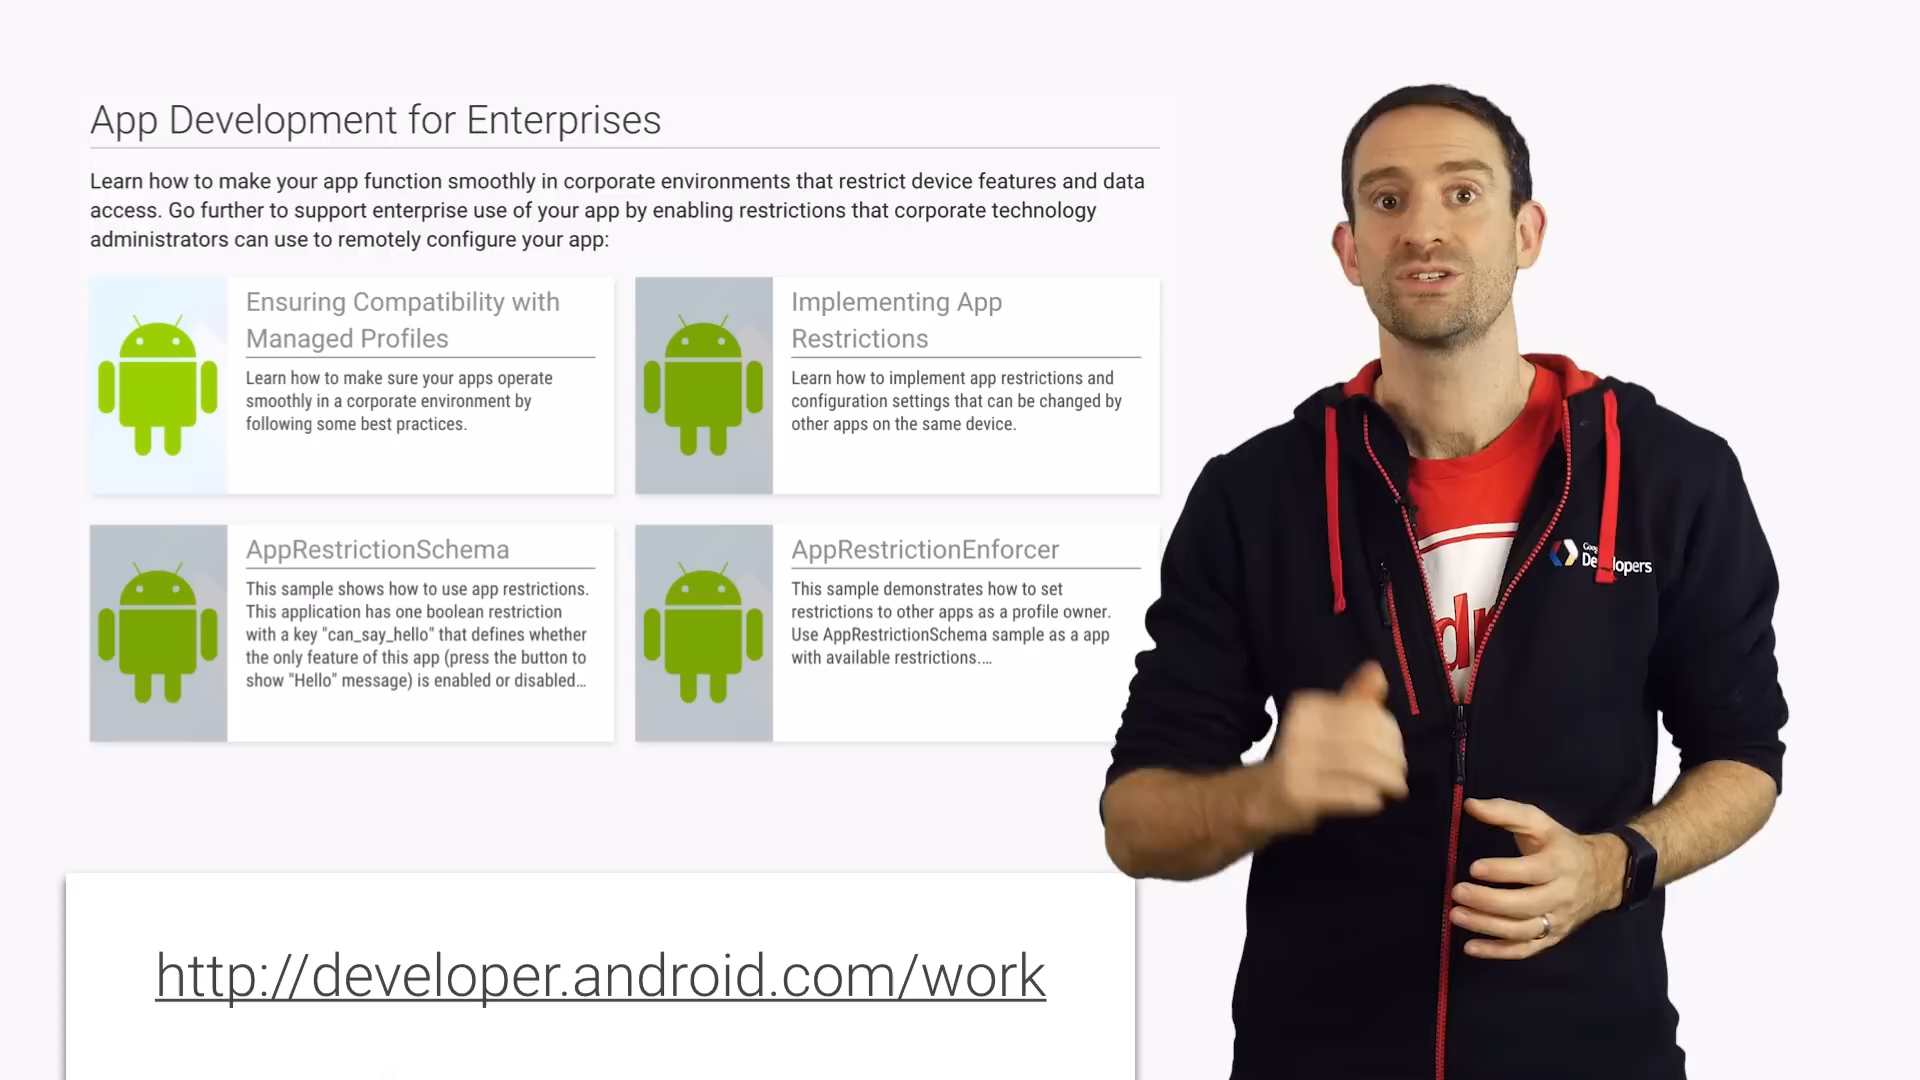 App Development for Enterprises
Learn how to make your app function smoothly in corporate environments that restrict device features and data
access. Go further to support enterprise use of your app by enabling restrictions that corporate technology
administrators can use to remotely configure your app:
Ensuring Compatibility with
Managed Profiles
Learn how to make sure your apps operate
smoothly in a corporate environment by
following some best practices.
Implementing App
Restrictions
Learn how to implement app restrictions and
configuration settings that can be changed by
other apps on the same device.
AppRestrictionSchema
This sample shows how to use app restrictions.
This application has one boolean restriction
with a key "can_say_hello" that defines whether
the only feature of this app (press the button to
show "Hello" message) is enabled or disabled...
AppRestrictionEnforcer
This sample demonstrates how to set
restrictions to other apps as a profile owner.
Use AppRestrictionSchema sample as a app
with available restrictions....
http://developer.android.com/work